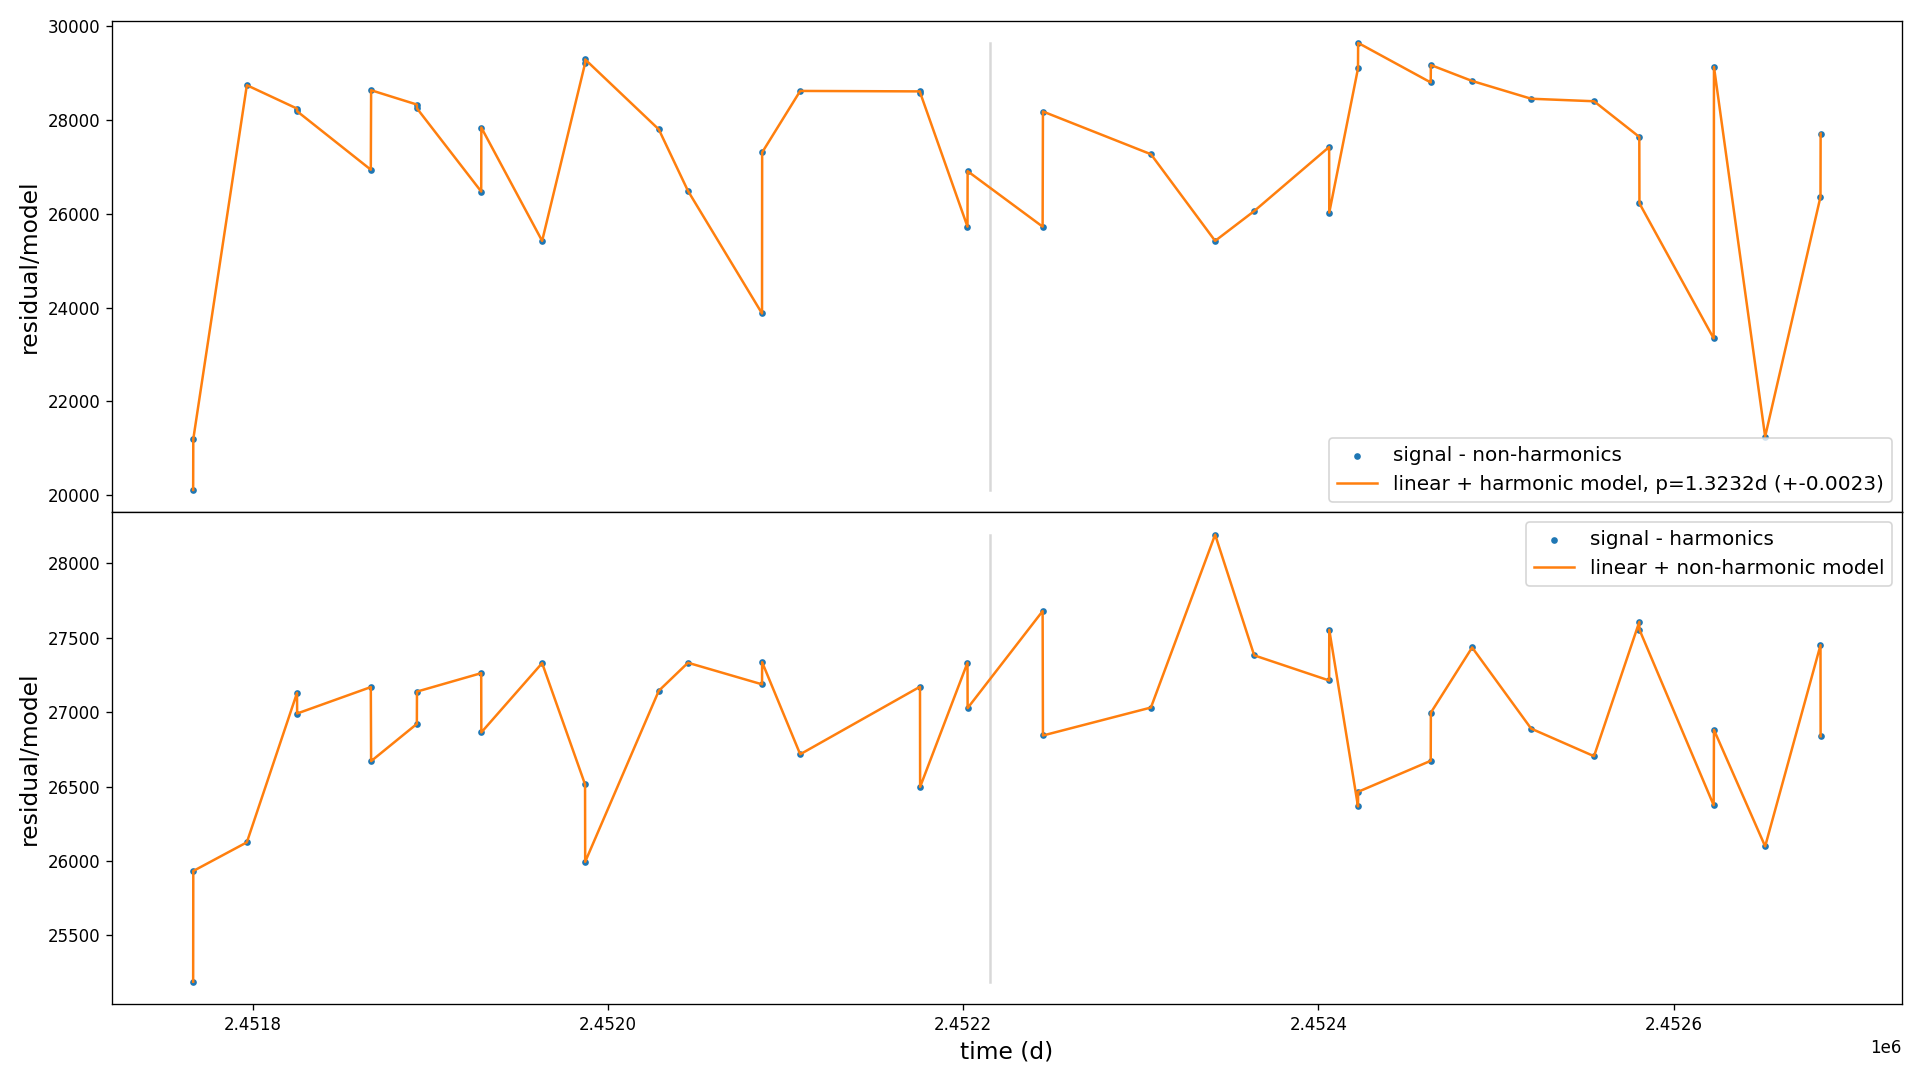 30000
28000
26000
24000
22000
20000
residual/model
signal - non-harmonics
linear + harmonic model, p=1.3232d (+-0.0023)
28000
27500
27000
26500
26000
25500
residual/model
signal - harmonics
linear + non-harmonic model
2.4518
2.4520
2.4522
2.4524
2.4526
time (d)
1e6